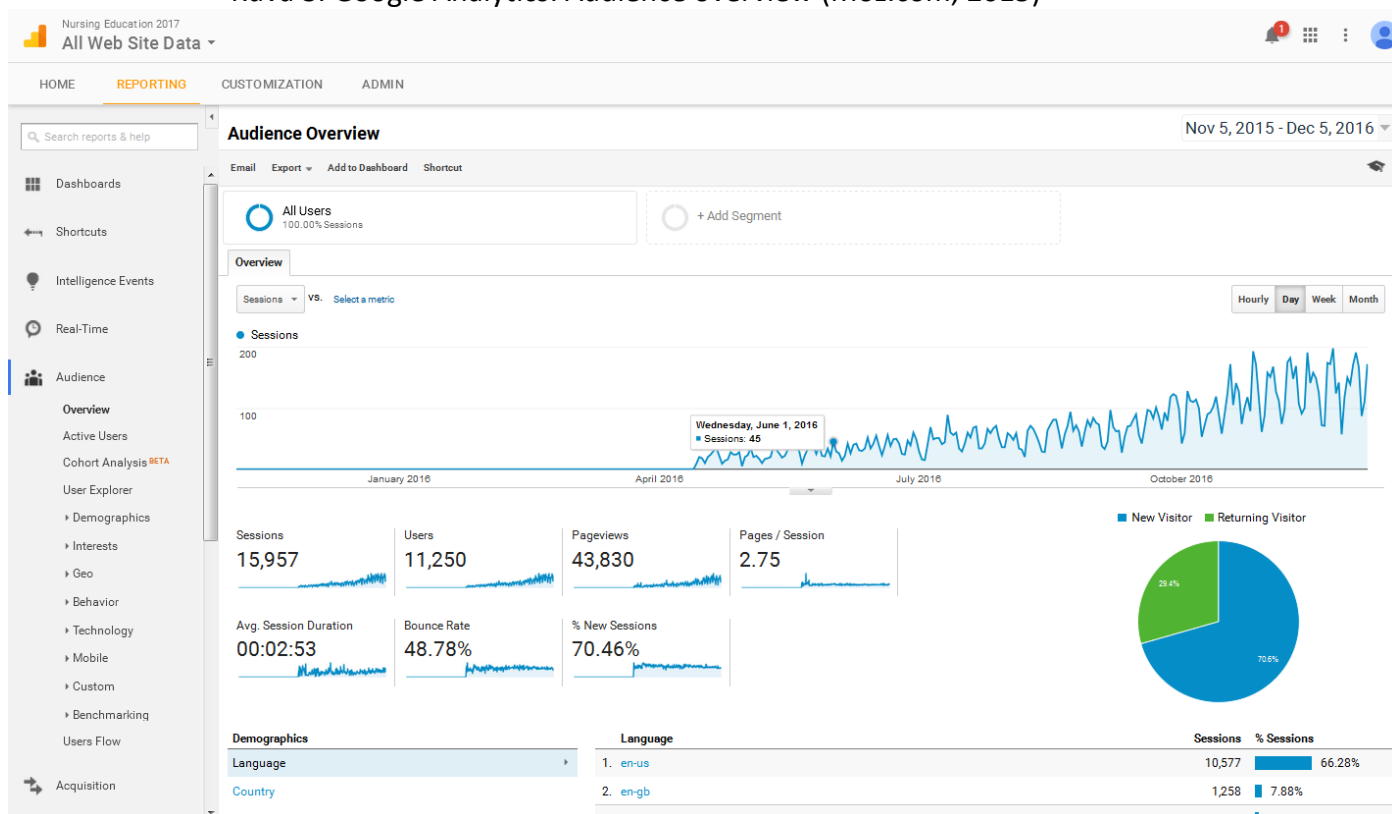 Nursing Education 2017
All Web Site Data
1
HOME REPORTING CUSTOMIZATION ADMIN
Search reports & help
Audience Overview
Nov 5, 2015 - Dec 5, 2016
Email Export Add to Dashboard Shortcut
Dashboards
Shortcuts
Intelligence Events
Real-Time
Audience
Overview
Active Users
Cohort Analysis BETA
User Explorer
Demographics
Interests
Geo
Behavior
Technology
Mobile
Custom
Benchmarking
Users Flow
Acquisition
All Users
100.00% Sessions
+ Add Segment
Overview
Sessions VS. Select a metric
Hourly Day Week Month
Sessions
200
100
Wednesday, June 1, 2016
Sessions: 45
January 2016 April 2016 July 2016 October 2016
Sessions
15,957
Users
11,250
Pageviews
43,830
Pages / Session
2.75
Avg. Session Duration
00:02:53
Bounce Rate
48.78%
% New Sessions
70.46%
New Visitor Returning Visitor
29.4%
70.6%
Demographics
Language
Country
Language Sessions % Sessions
1. en-us 10,577 66.28%
2. en-gb 1,258 7.88%